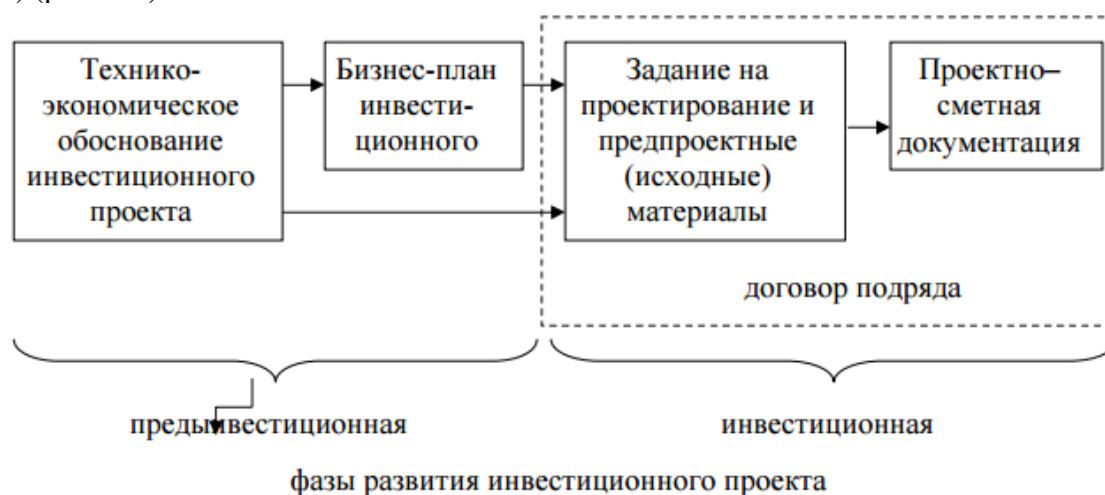 Технико-
экономическое
обоснование
инвестиционного
проекта
Бизнес-план
инвести-
ционного
Задание на
проектирование и
предпроектные
(исходные)
материалы
Проектно–
сметная
документация
договор подряда
предынвестиционная
инвестиционная
фазы развития инвестиционного проекта